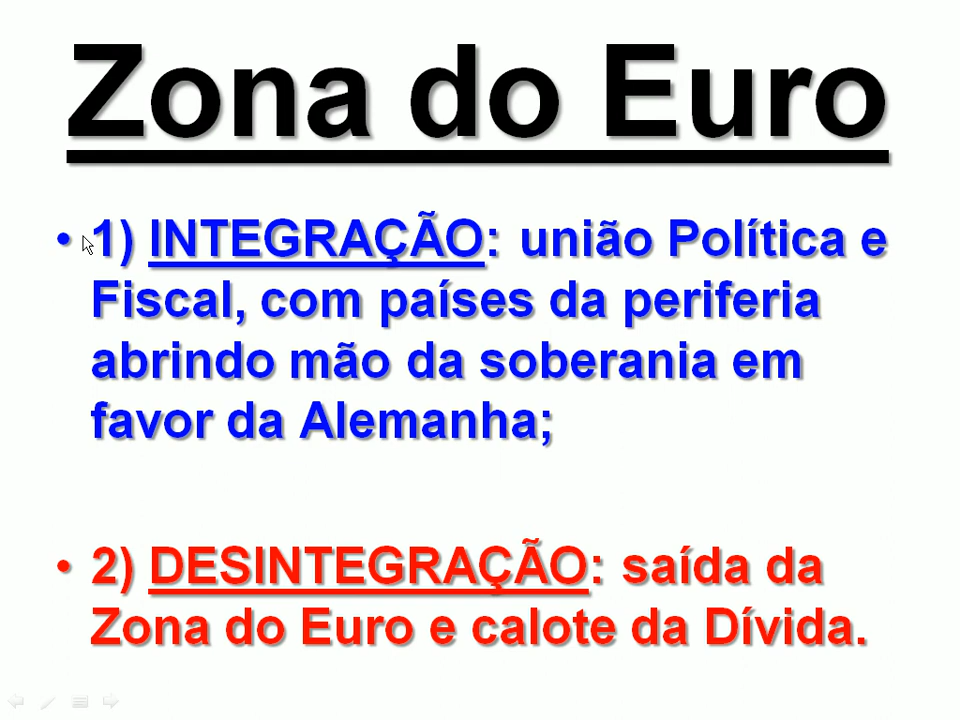 Zona do Euro
• 1) INTEGRAÇÃO: união Política e
Fiscal, com países da periferia
abrindo mão da soberania em
favor da Alemanha;
• 2) DESINTEGRAÇÃO: saída da
Zona do Euro e calote da Dívida.